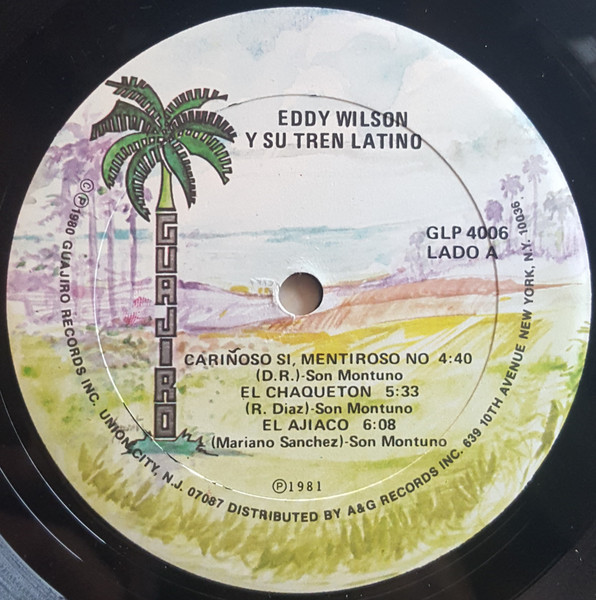 EDDY WILSON
Y SU TREN LATINO
GUAJIRO
GLP 4006
LADO A
CARIÑOSO SI, MENTIROSO NO 4:40
(D.R.)-Son Montuno
EL CHAQUETON 5:33
(R. Diaz)-Son Montuno
EL AJIACO 6:08
(Mariano Sanchez)-Son Montuno
Ⓟ1981
©Ⓟ1980 GUAJIRO RECORDS INC. UNION CITY, N.J. 07087 DISTRIBUTED BY A&G RECORDS INC. 639 10TH AVENUE NEW YORK, N.Y. 10036